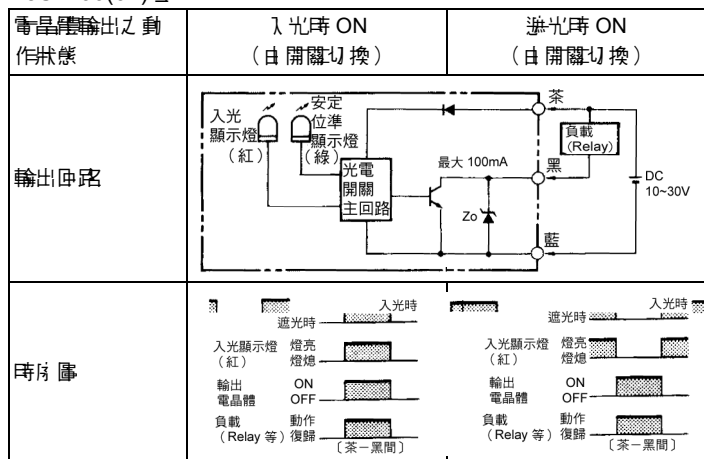 電晶體輸出之動
作狀態
入光時 ON
(由開關切換)
遮光時 ON
(由開關切換)
輸出回路
入光
顯示燈
(紅)
安定
位準
顯示燈
(綠)
光電
開關
主回路
最大 100mA
Zo
茶
負載
(Relay)
黑
藍
DC
10~30V
時序圖
入光時
遮光時
入光顯示燈 燈亮
(紅) 燈熄
輸出 ON
電晶體 OFF
負載 動作
(Relay 等) 復歸
〔茶－黑間〕
入光時
遮光時
入光顯示燈 燈亮
(紅) 燈熄
輸出 ON
電晶體 OFF
負載 動作
(Relay 等) 復歸
〔茶－黑間〕